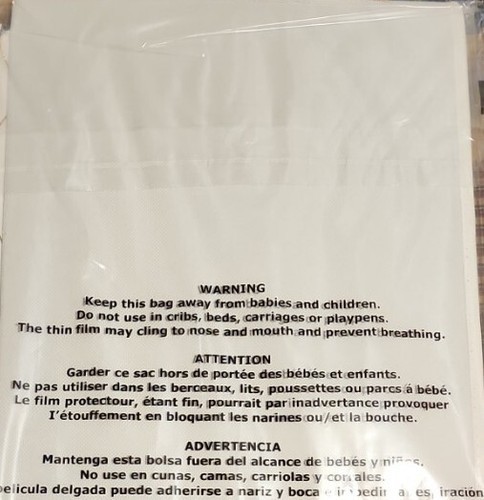 WARNING
Keep this bag away from babies and children.
Do not use in cribs, beds, carriages or playpens.
The thin film may cling to nose and mouth and prevent breathing.
ATTENTION
Garder ce sac hors de portée des bébés et enfants.
Ne pas utiliser dans les berceaux, lits, poussettes ou parcs á bébé.
Le film protectour, étant fin, pourrait par inadvertance provoquer
I'étouffement en bloquant les narines ou/et la bouche.
ADVERTENCIA
Mantenga esta bolsa fuera del alcance de bebés y niños.
No use en cunas, camas, carriolas y corrales.
película delgada puede adherirse a nariz y boca e